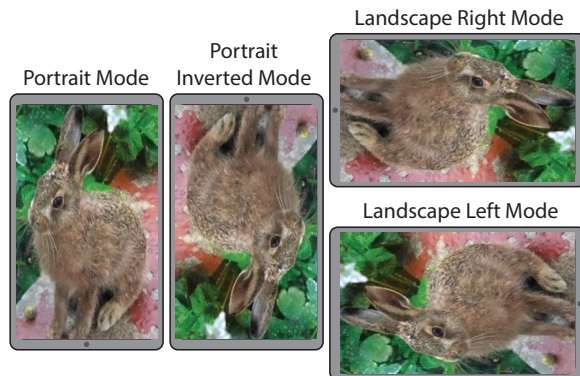 Portrait Mode
Portrait
Inverted Mode
Landscape Right Mode
Landscape Left Mode